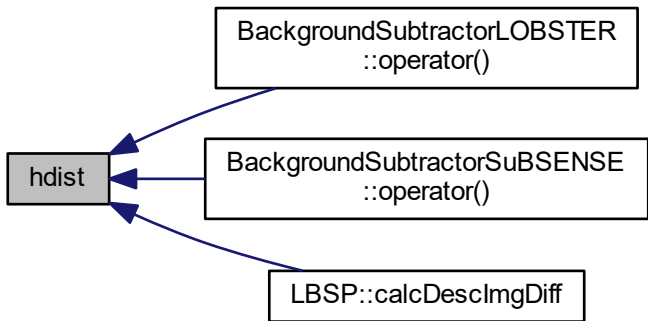 BackgroundSubtractorLOBSTER
::operator()
hdist
BackgroundSubtractorSuBSENSE
::operator()
LBSP::calcDescImgDiff